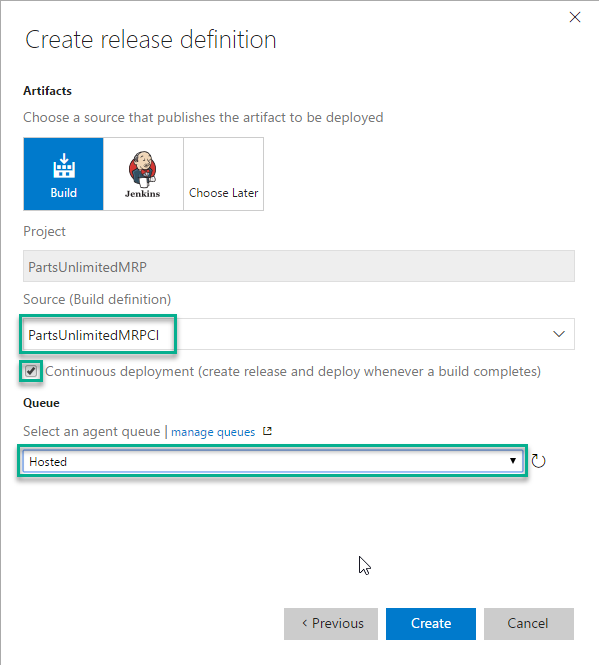 Create release definition
Artifacts
Choose a source that publishes the artifact to be deployed
Build
Jenkins
Choose Later
Project
PartsUnlimitedMRP
Source (Build definition)
PartsUnlimitedMRPCI
Continuous deployment (create release and deploy whenever a build completes)
Queue
Select an agent queue | manage queues
Hosted
< Previous
Create
Cancel